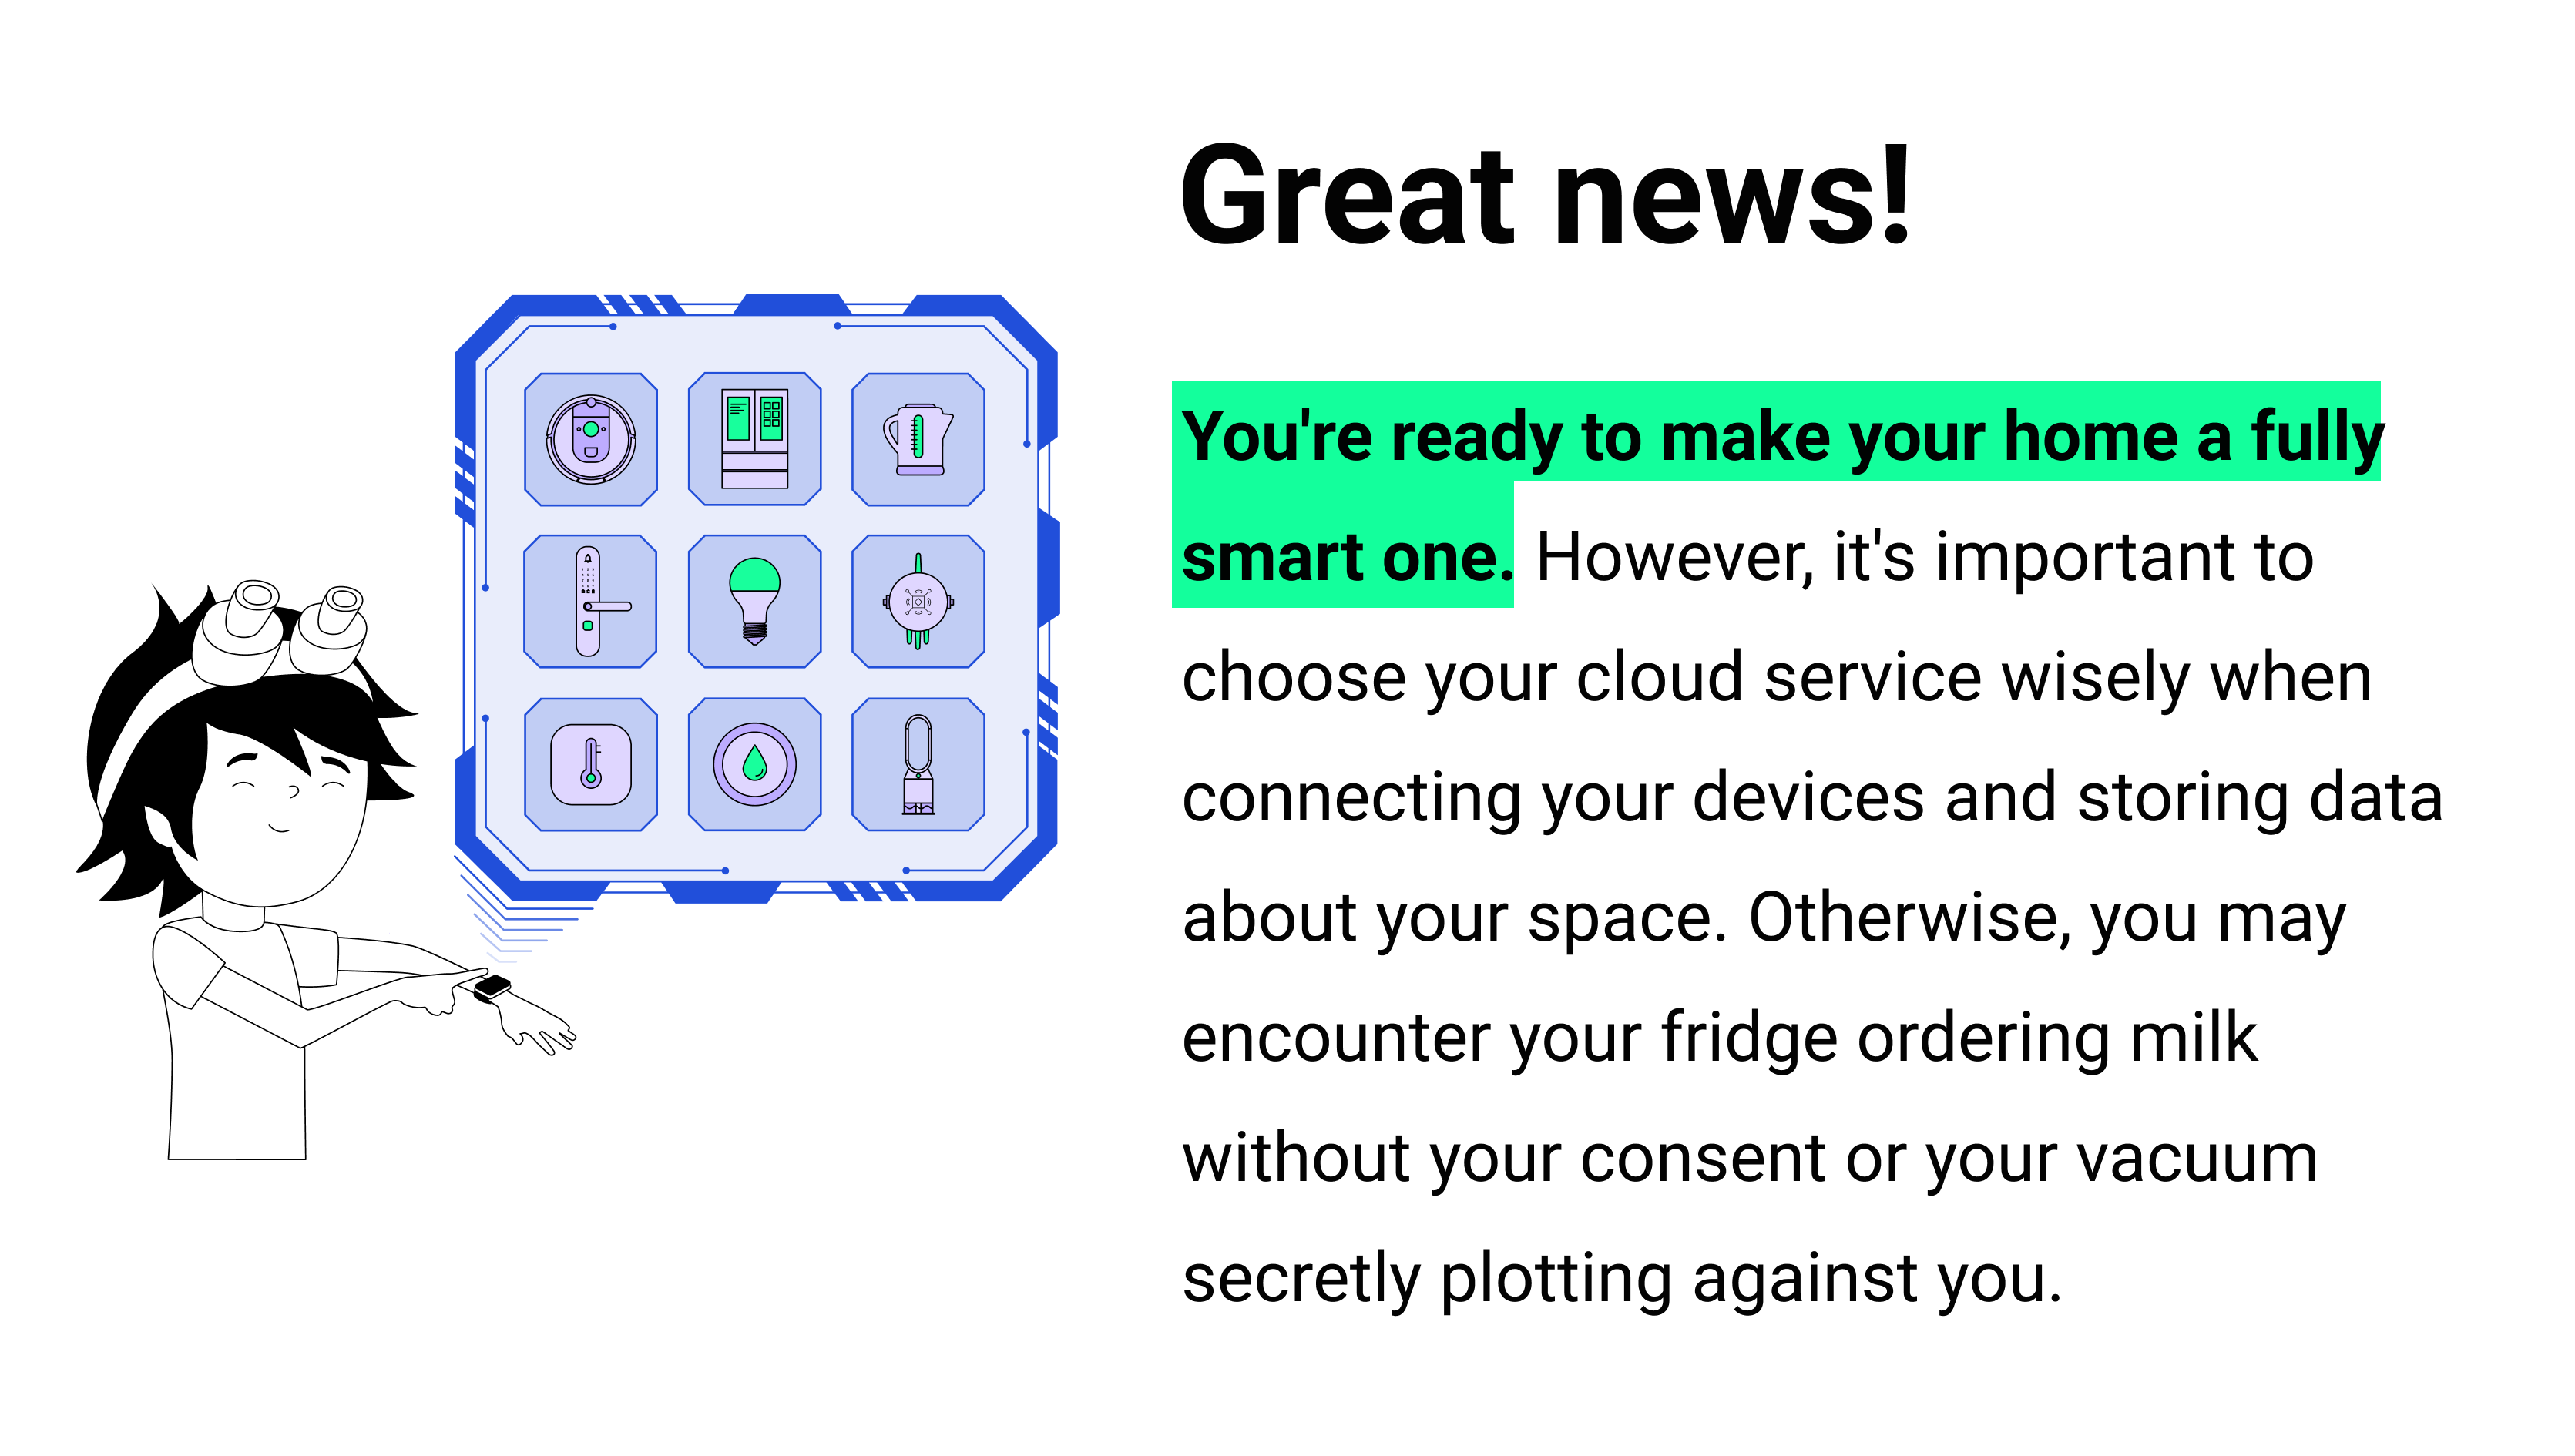 Great news!
You're ready to make your home a fully
smart one. However, it's important to
choose your cloud service wisely when
connecting your devices and storing data
about your space. Otherwise, you may
encounter your fridge ordering milk
without your consent or your vacuum
secretly plotting against you.